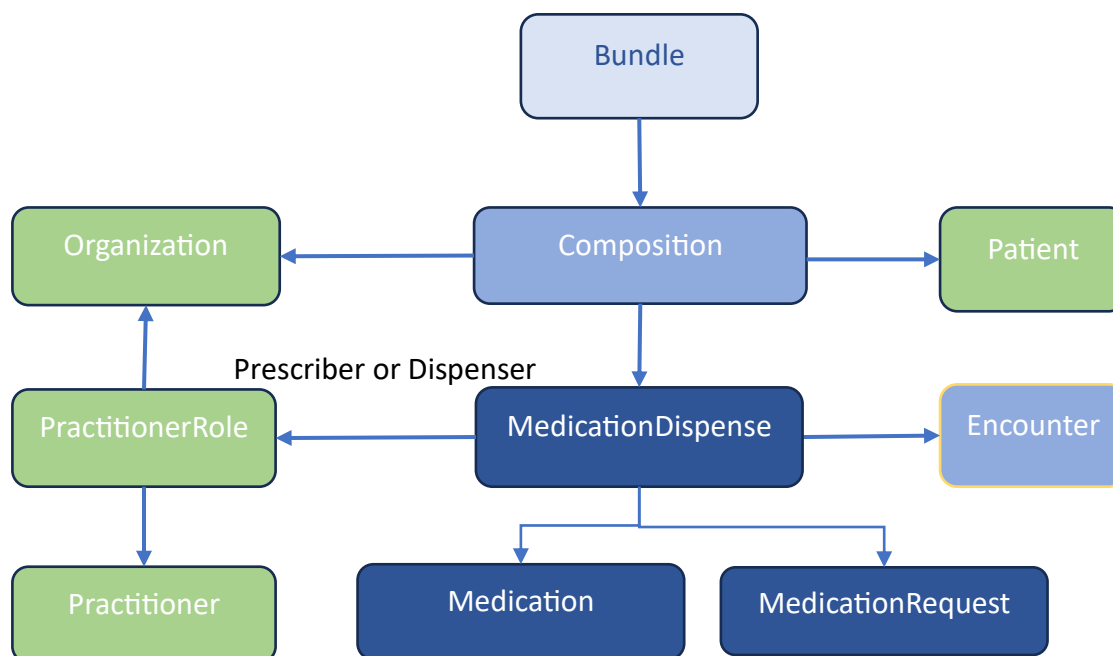 Bundle
Organization
Composition
Patient
Prescriber or Dispenser
PractitionerRole
MedicationDispense
Encounter
Practitioner
Medication
MedicationRequest